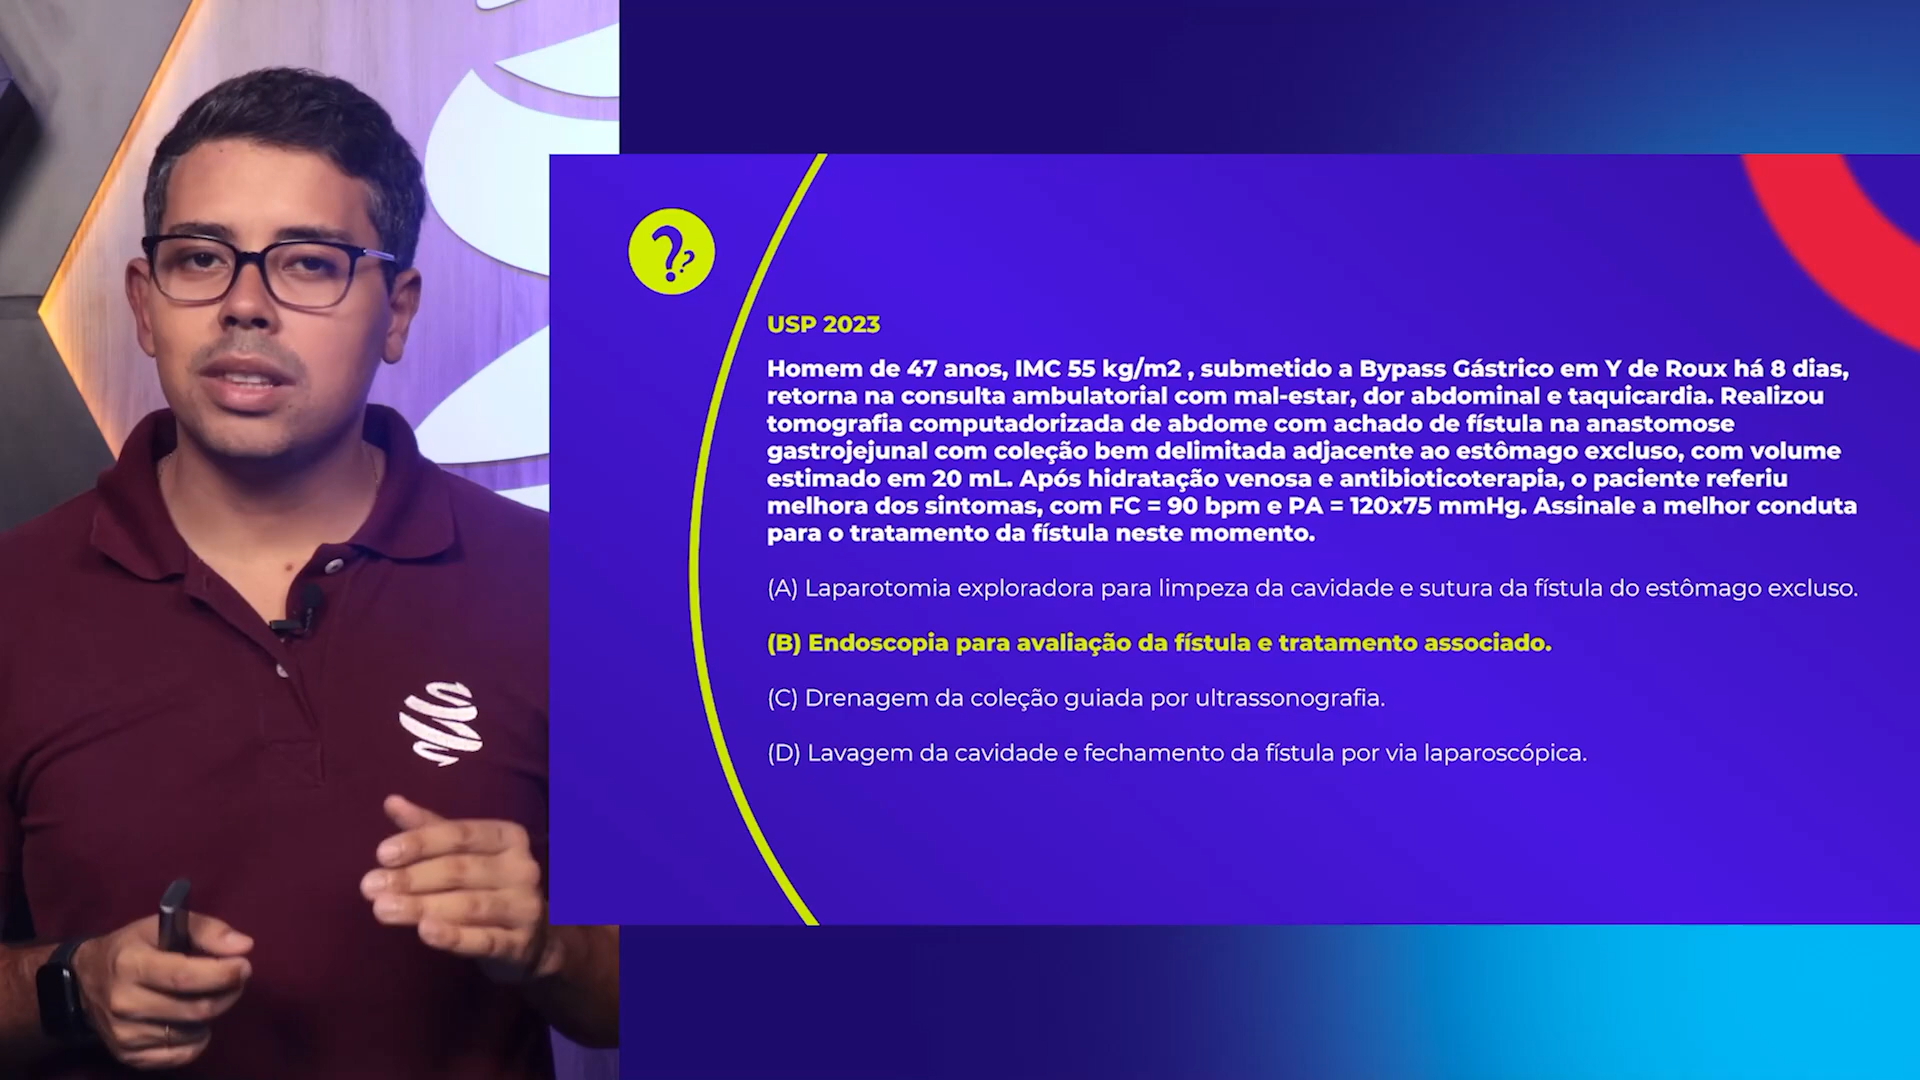 USP 2023
Homem de 47 anos, IMC 55 kg/m2 , submetido a Bypass Gástrico em Y de Roux há 8 dias,
retorna na consulta ambulatorial com mal-estar, dor abdominal e taquicardia. Realizou
tomografia computadorizada de abdome com achado de fístula na anastomose
gastrojejunal com coleção bem delimitada adjacente ao estômago excluso, com volume
estimado em 20 mL. Após hidratação venosa e antibioticoterapia, o paciente referiu
melhora dos sintomas, com FC = 90 bpm e PA = 120x75 mmHg. Assinale a melhor conduta
para o tratamento da fístula neste momento.
(A) Laparotomia exploradora para limpeza da cavidade e sutura da fístula do estômago excluso.
(B) Endoscopia para avaliação da fístula e tratamento associado.
(C) Drenagem da coleção guiada por ultrassonografia.
(D) Lavagem da cavidade e fechamento da fístula por via laparoscópica.